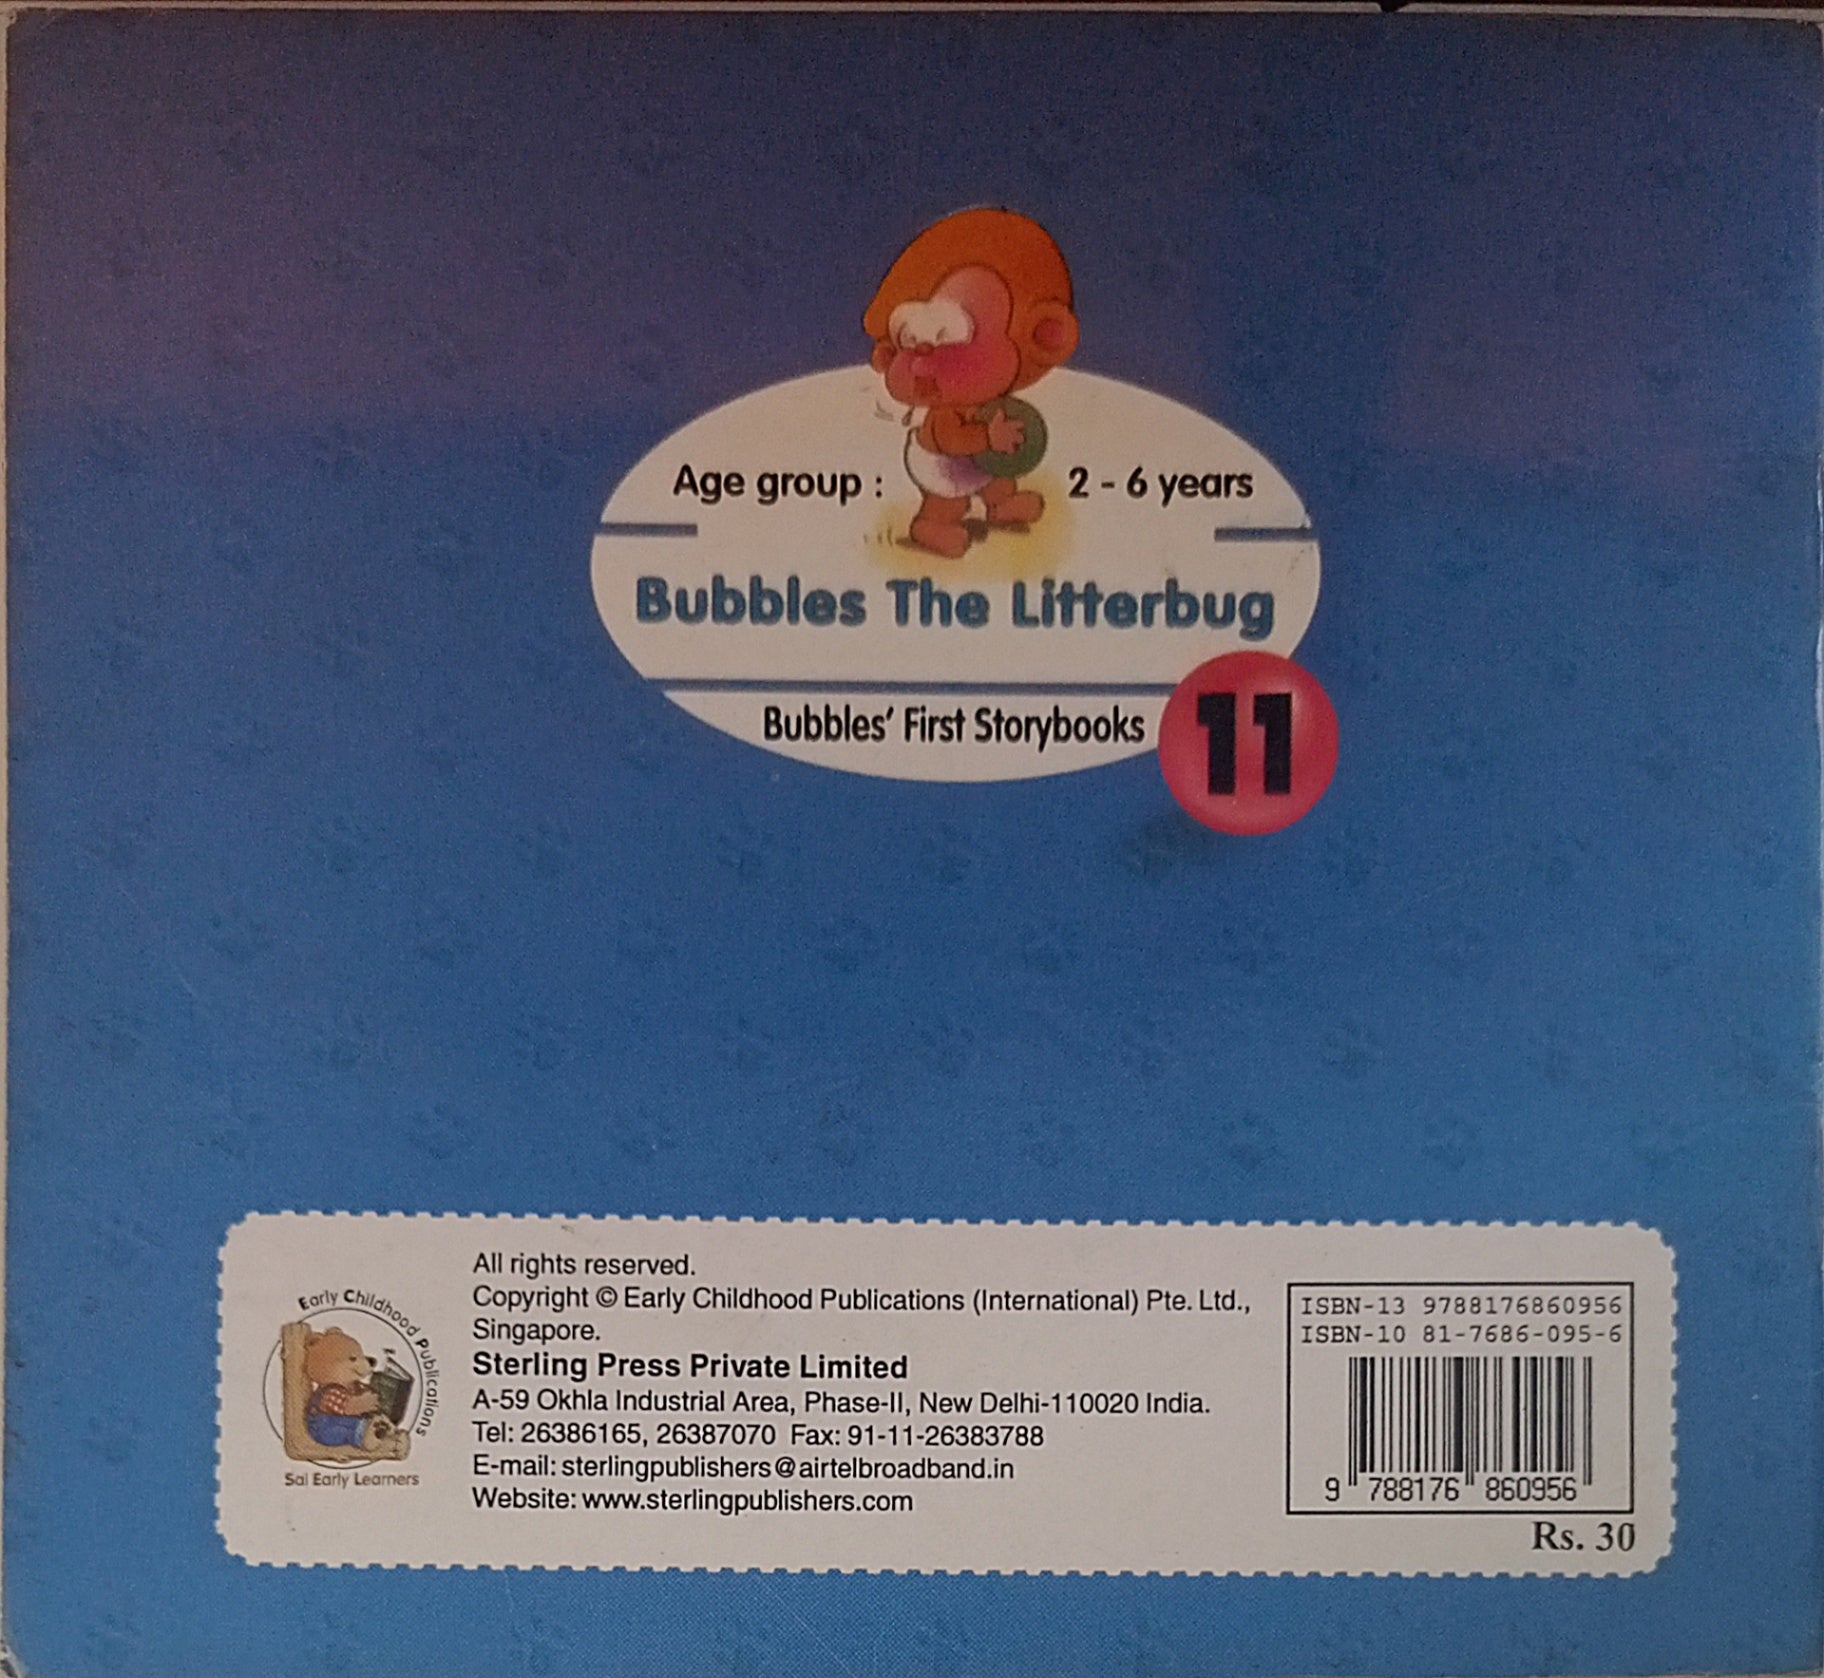 Age group : 2 - 6 years
Bubbles The Litterbug
Bubbles' First Storybooks
11
Early Childhood Publications
Sai Early Learners
All rights reserved.
Copyright © Early Childhood Publications (International) Pte. Ltd.,
Singapore.
Sterling Press Private Limited
A-59 Okhla Industrial Area, Phase-II, New Delhi-110020 India.
Tel: 26386165, 26387070 Fax: 91-11-26383788
E-mail: sterlingpublishers@airtelbroadband.in
Website: www.sterlingpublishers.com
ISBN-13 9788176860956
ISBN-10 81-7686-095-6
9 788176 860956
Rs. 30